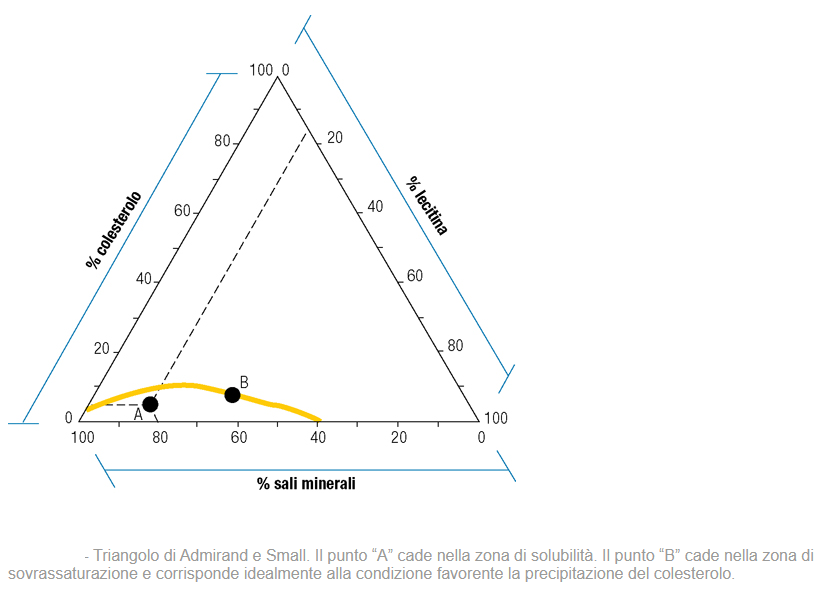 100 0
80
20
% colesterolo
% lecitina
60
40
40
60
20
80
B
A
0
100
100
80
60
40
20
0
% sali minerali
- Triangolo di Admirand e Small. Il punto “A” cade nella zona di solubilità. Il punto “B” cade nella zona di
sovrassaturazione e corrisponde idealmente alla condizione favorente la precipitazione del colesterolo.